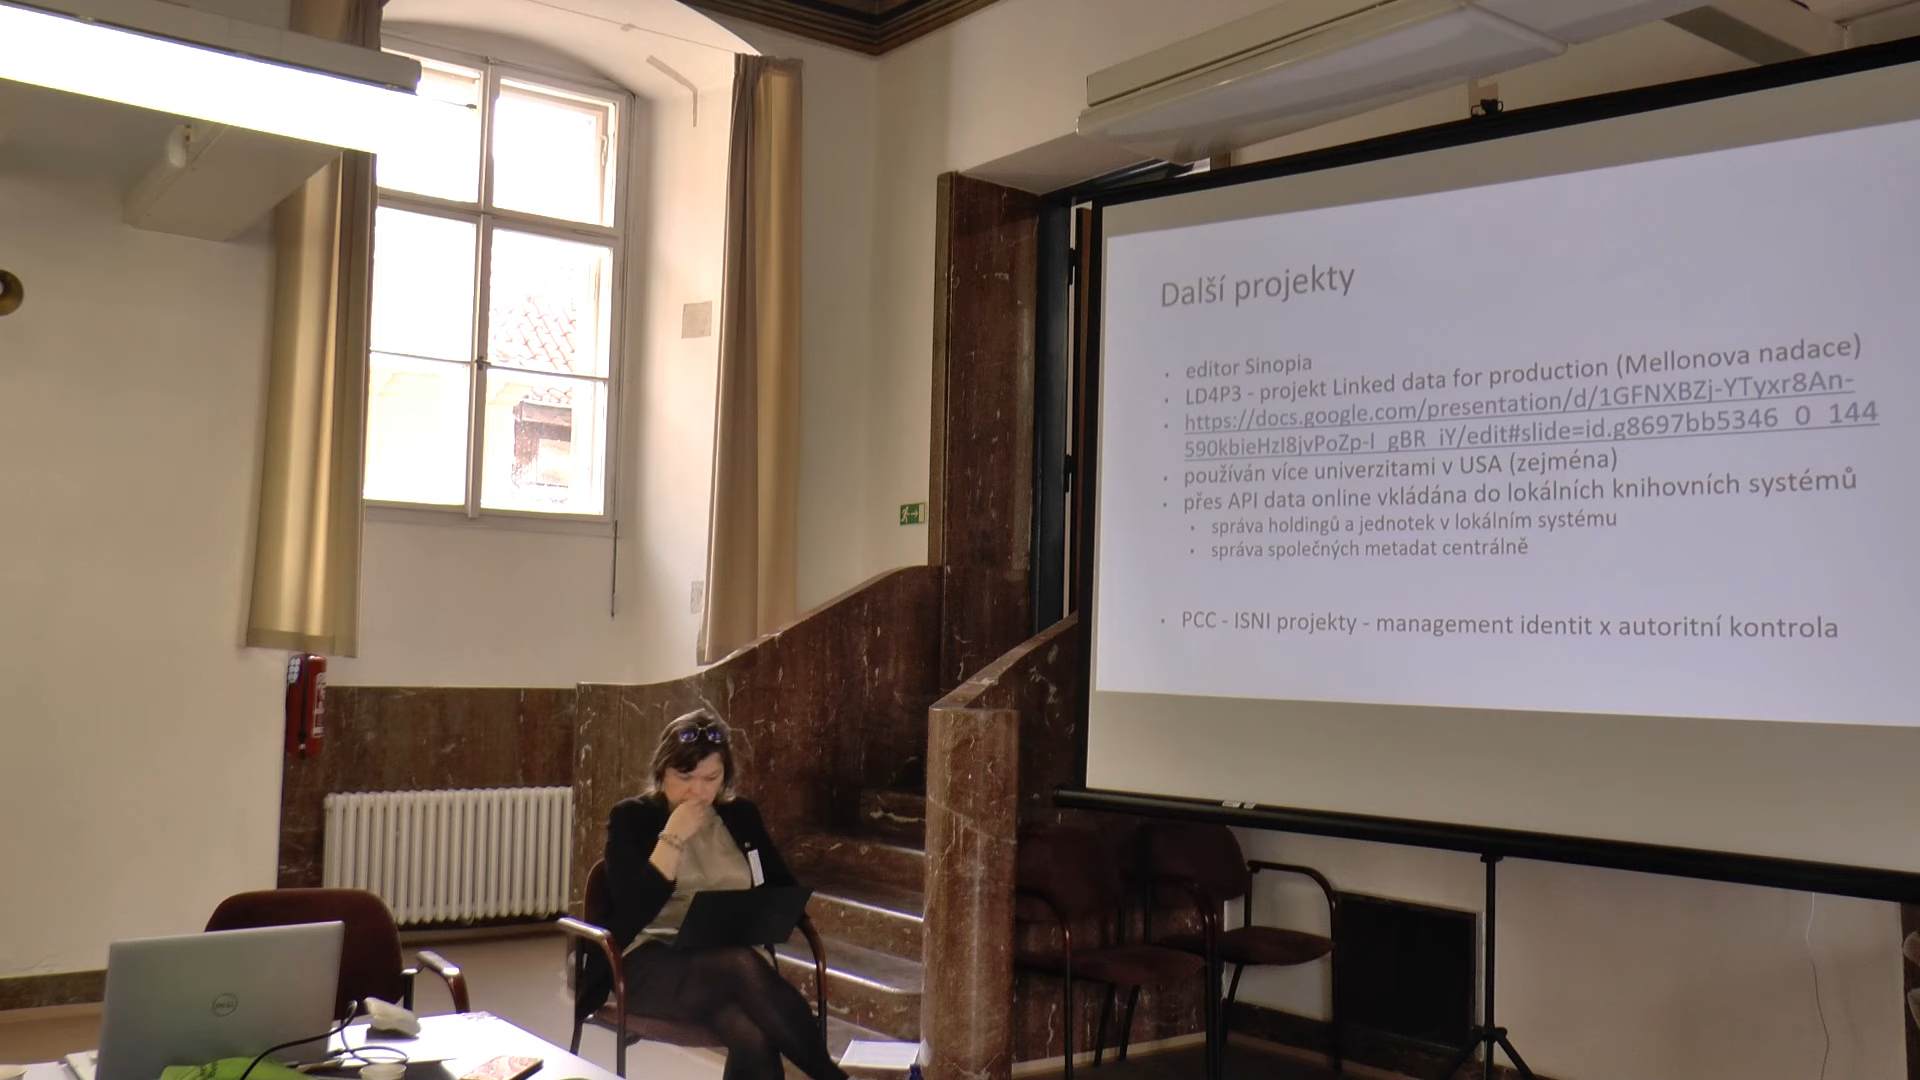 Další projekty
• editor Sinopia
• LD4P3 - projekt Linked data for production (Mellonova nadace)
• https://docs.google.com/presentation/d/1GFNXBZj-YTyxr8An-
590kbieHzI8jvPoZp-I_gBR_iY/edit#slide=id.g8697bb5346_0_144
• používán více univerzitami v USA (zejména)
• přes API data online vkládána do lokálních knihovních systémů
• správa holdingů a jednotek v lokálním systému
• správa společných metadat centrálně
• PCC - ISNI projekty - management identit x autoritní kontrola
DELL